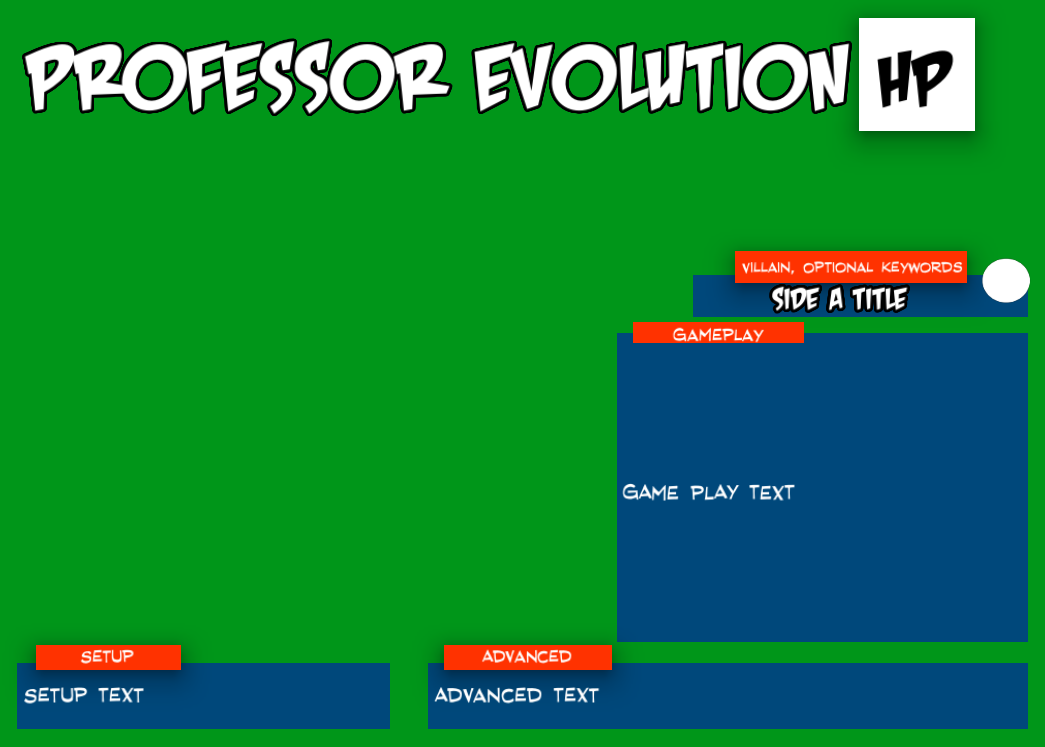 PROFESSOR EVOLUTION
HP
VILLAIN, OPTIONAL KEYWORDS
SIDE A TITLE
GAMEPLAY
GAME PLAY TEXT
SETUP
SETUP TEXT
ADVANCED
ADVANCED TEXT